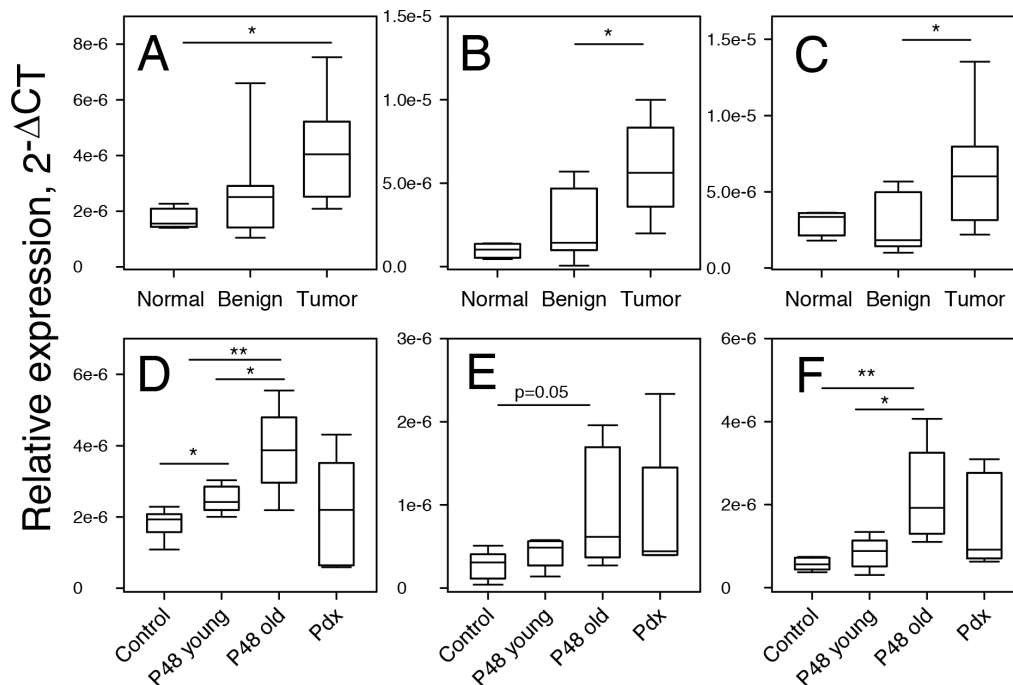 Relative expression, 2-ΔCT
A
8e-6
6e-6
4e-6
2e-6
0
*
Normal Benign Tumor
B
1.5e-5
1.0e-5
5.0e-6
0.0
*
Normal Benign Tumor
C
1.5e-5
1.0e-5
5.0e-6
0.0
*
Normal Benign Tumor
D
6e-6
4e-6
2e-6
0
**
*
*
Control P48 young P48 old Pdx
E
3e-6
2e-6
1e-6
0
p=0.05
Control P48 young P48 old Pdx
F
6e-6
4e-6
2e-6
0
**
*
Control P48 young P48 old Pdx